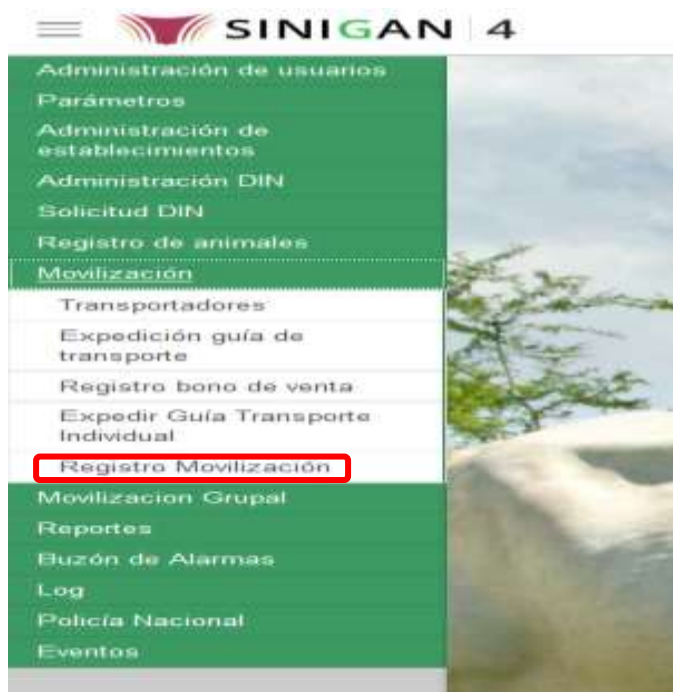 SINIGAN 4
Administración de usuarios
Parámetros
Administración de
establecimientos
Administración DIN
Solicitud DIN
Registro de animales
Movilización
Transportadores
Expedición guía de
transporte
Registro bono de venta
Expedir Guía Transporte
Individual
Registro Movilización
Movilizacion Grupal
Reportes
Buzón de Alarmas
Log
Policía Nacional
Eventos